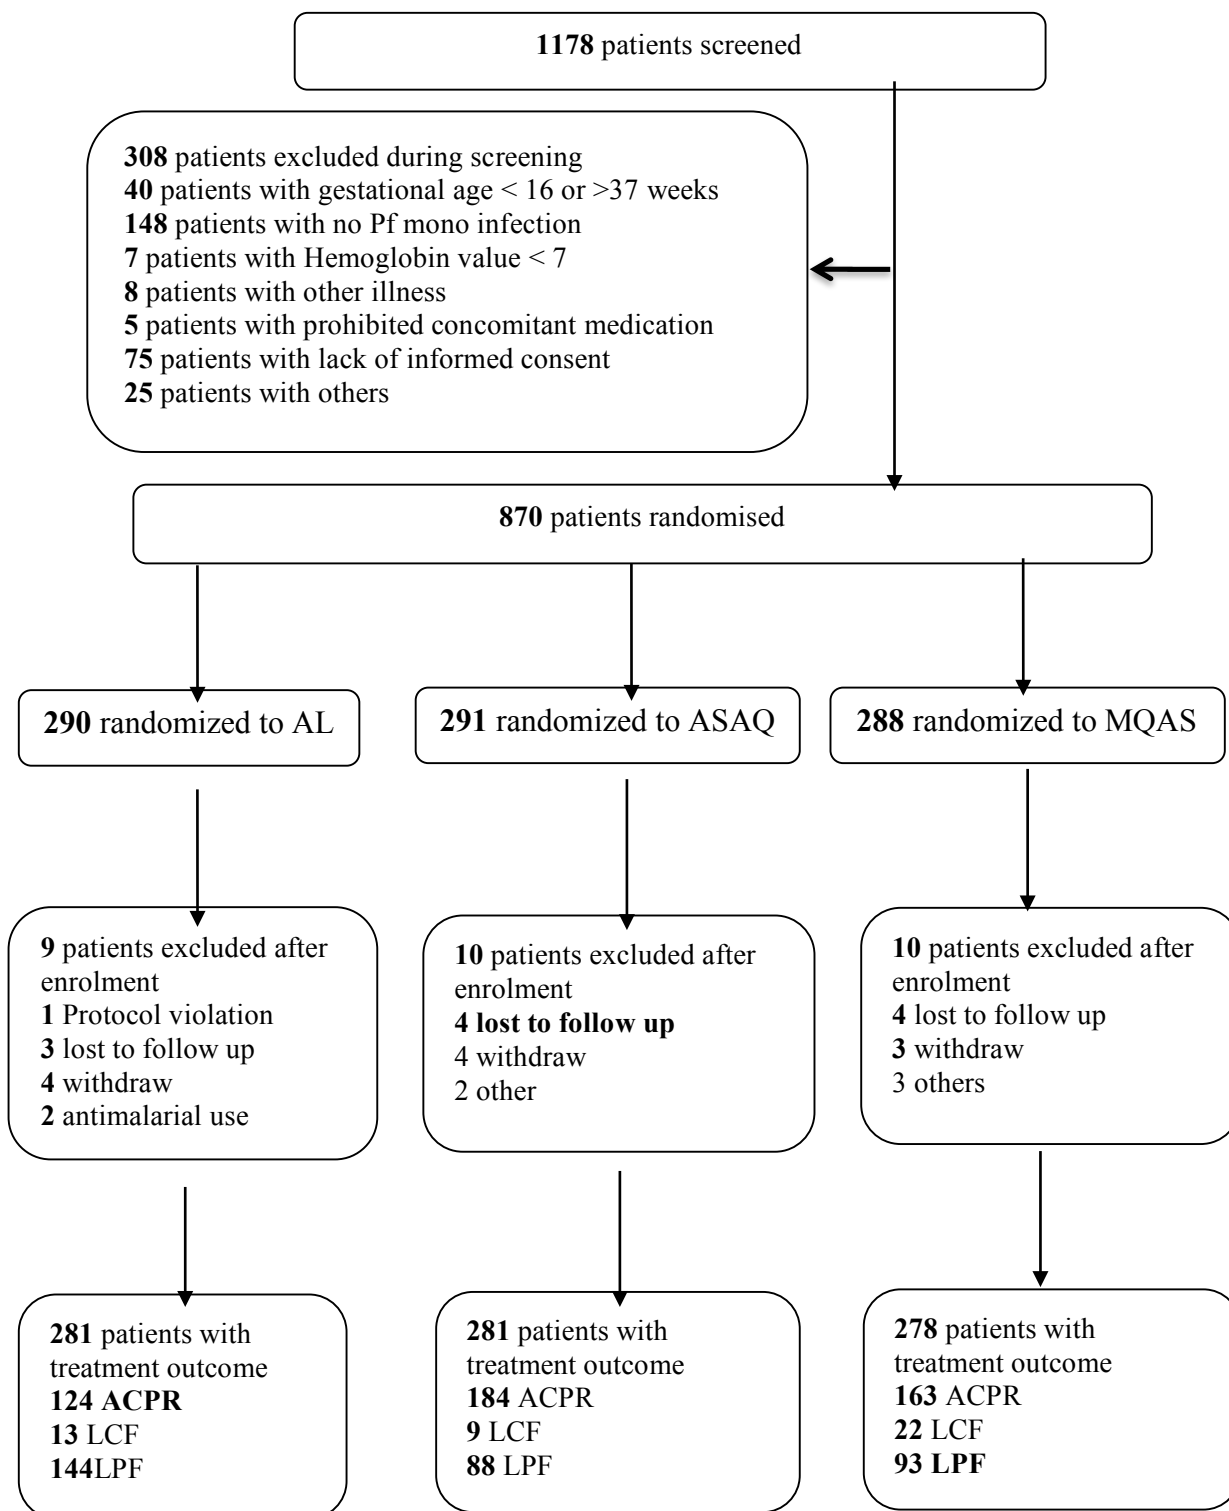 1178 patients screened
308 patients excluded during screening
40 patients with gestational age < 16 or >37 weeks
148 patients with no Pf mono infection
7 patients with Hemoglobin value < 7
8 patients with other illness
5 patients with prohibited concomitant medication
75 patients with lack of informed consent
25 patients with others
870 patients randomised
290 randomized to AL
291 randomized to ASAQ
288 randomized to MQAS
9 patients excluded after
enrolment
1 Protocol violation
3 lost to follow up
4 withdraw
2 antimalarial use
10 patients excluded after
enrolment
4 lost to follow up
4 withdraw
2 other
10 patients excluded after
enrolment
4 lost to follow up
3 withdraw
3 others
281 patients with
treatment outcome
124 ACPR
13 LCF
144LPF
281 patients with
treatment outcome
184 ACPR
9 LCF
88 LPF
278 patients with
treatment outcome
163 ACPR
22 LCF
93 LPF